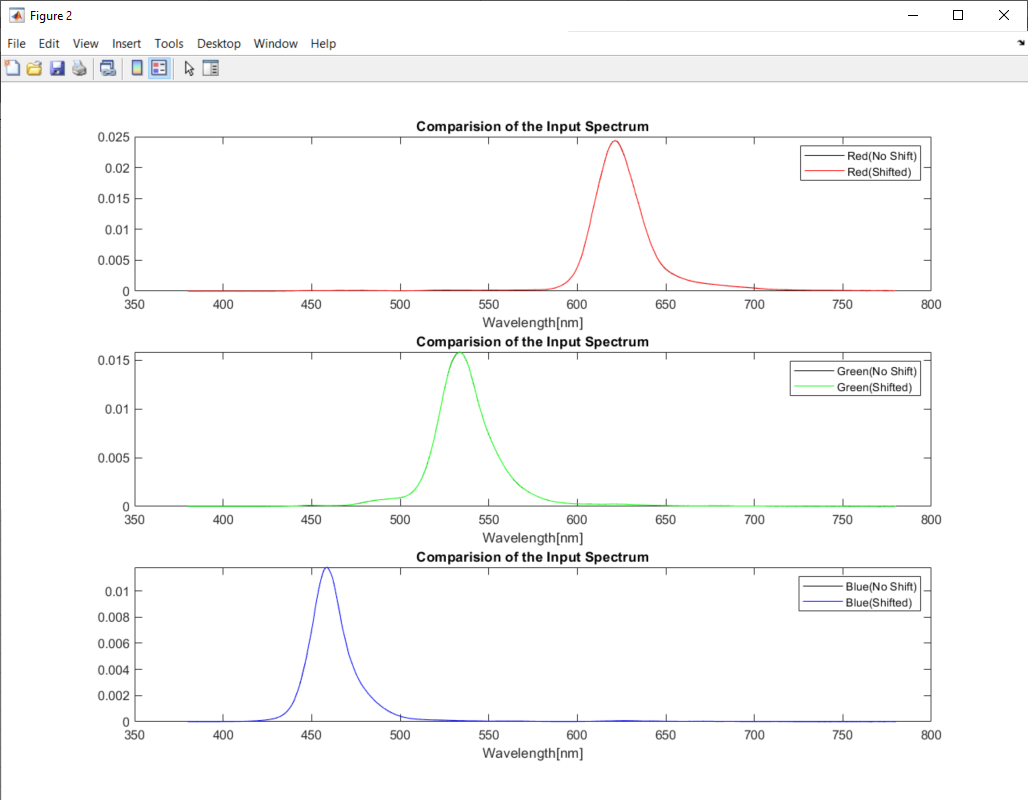 Figure 2
File Edit View Insert Tools Desktop Window Help
Comparision of the Input Spectrum
0.025
0.02
0.015
0.01
0.005
0
Red(No Shift)
Red(Shifted)
350 400 450 500 550 600 650 700 750 800
Wavelength[nm]
Comparision of the Input Spectrum
0.015
0.01
0.005
0
Green(No Shift)
Green(Shifted)
350 400 450 500 550 600 650 700 750 800
Wavelength[nm]
Comparision of the Input Spectrum
0.01
0.008
0.006
0.004
0.002
0
Blue(No Shift)
Blue(Shifted)
350 400 450 500 550 600 650 700 750 800
Wavelength[nm]